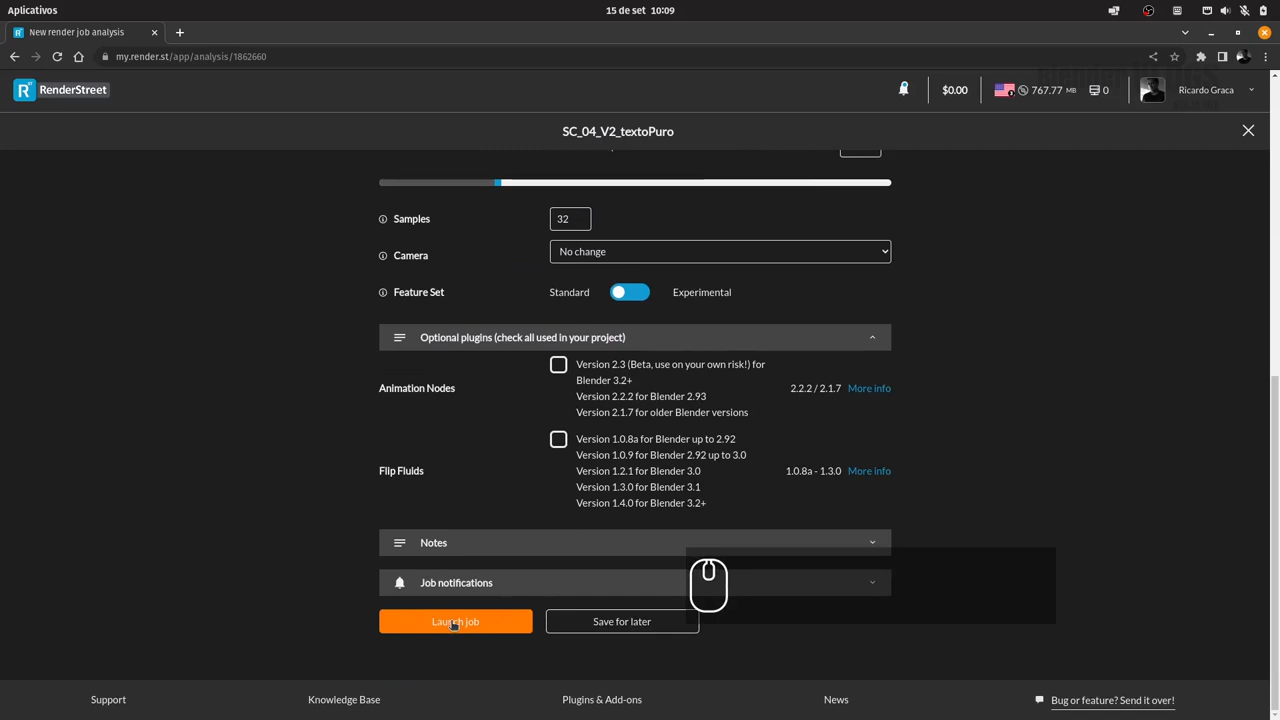 Aplicativos
15 de set 10:09
New render job analysis
my.render.st/app/analysis/1862660
RenderStreet
$0.00
767.77 MB
0
Ricardo Graca
SC_04_V2_textoPuro
Samples
32
Camera
No change
Feature Set
Standard
Experimental
Optional plugins (check all used in your project)
Animation Nodes
Version 2.3 (Beta, use on your own risk!) for
Blender 3.2+
Version 2.2.2 for Blender 2.93
Version 2.1.7 for older Blender versions
2.2.2 / 2.1.7 More info
Flip Fluids
Version 1.0.8a for Blender up to 2.92
Version 1.0.9 for Blender 2.92 up to 3.0
Version 1.2.1 for Blender 3.0
Version 1.3.0 for Blender 3.1
Version 1.4.0 for Blender 3.2+
1.0.8a - 1.3.0 More info
Notes
Job notifications
Launch job
Save for later
Support
Knowledge Base
Plugins & Add-ons
News
Bug or feature? Send it over!